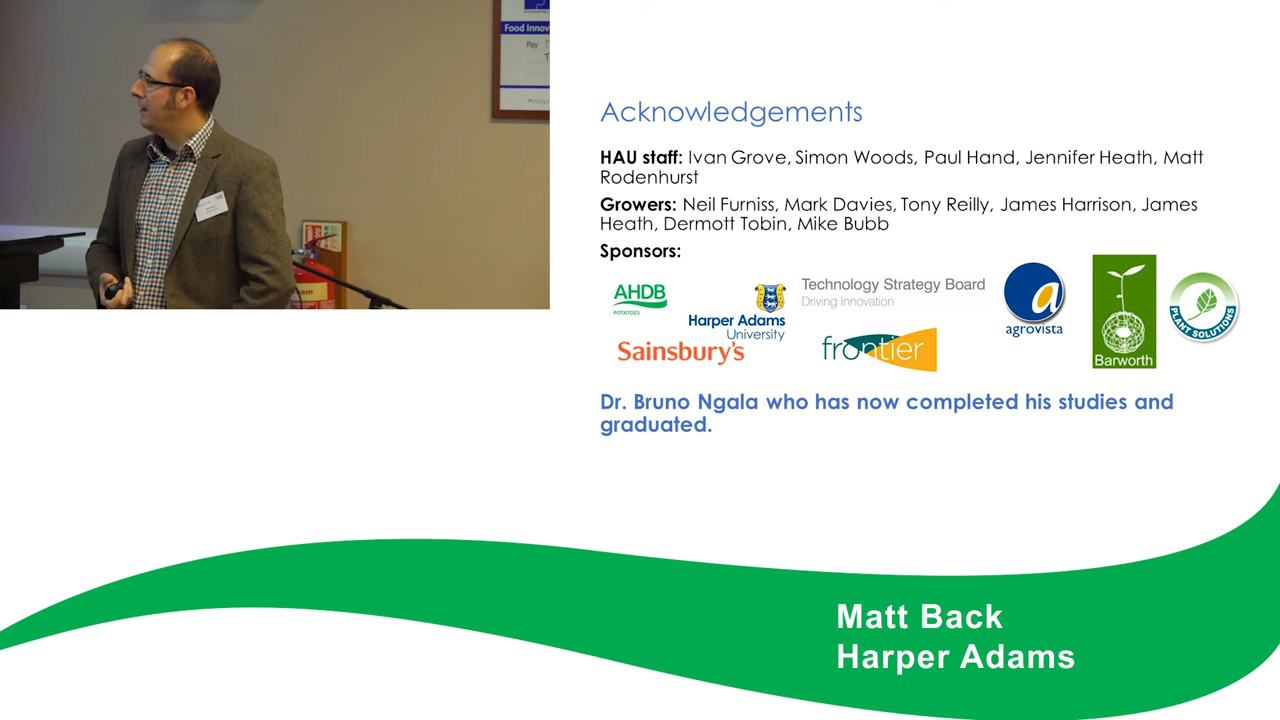 Food Innov
Pay
Acknowledgements
HAU staff: Ivan Grove, Simon Woods, Paul Hand, Jennifer Heath, Matt
Rodenhurst
Growers: Neil Furniss, Mark Davies, Tony Reilly, James Harrison, James
Heath, Dermott Tobin, Mike Bubb
Sponsors:
AHDB
POTATOES
Harper Adams
University
Technology Strategy Board
Driving Innovation
a
agrovista
Barworth
PLANT SOLUTIONS
Sainsbury's
frontier
Dr. Bruno Ngala who has now completed his studies and
graduated.
Matt Back
Harper Adams